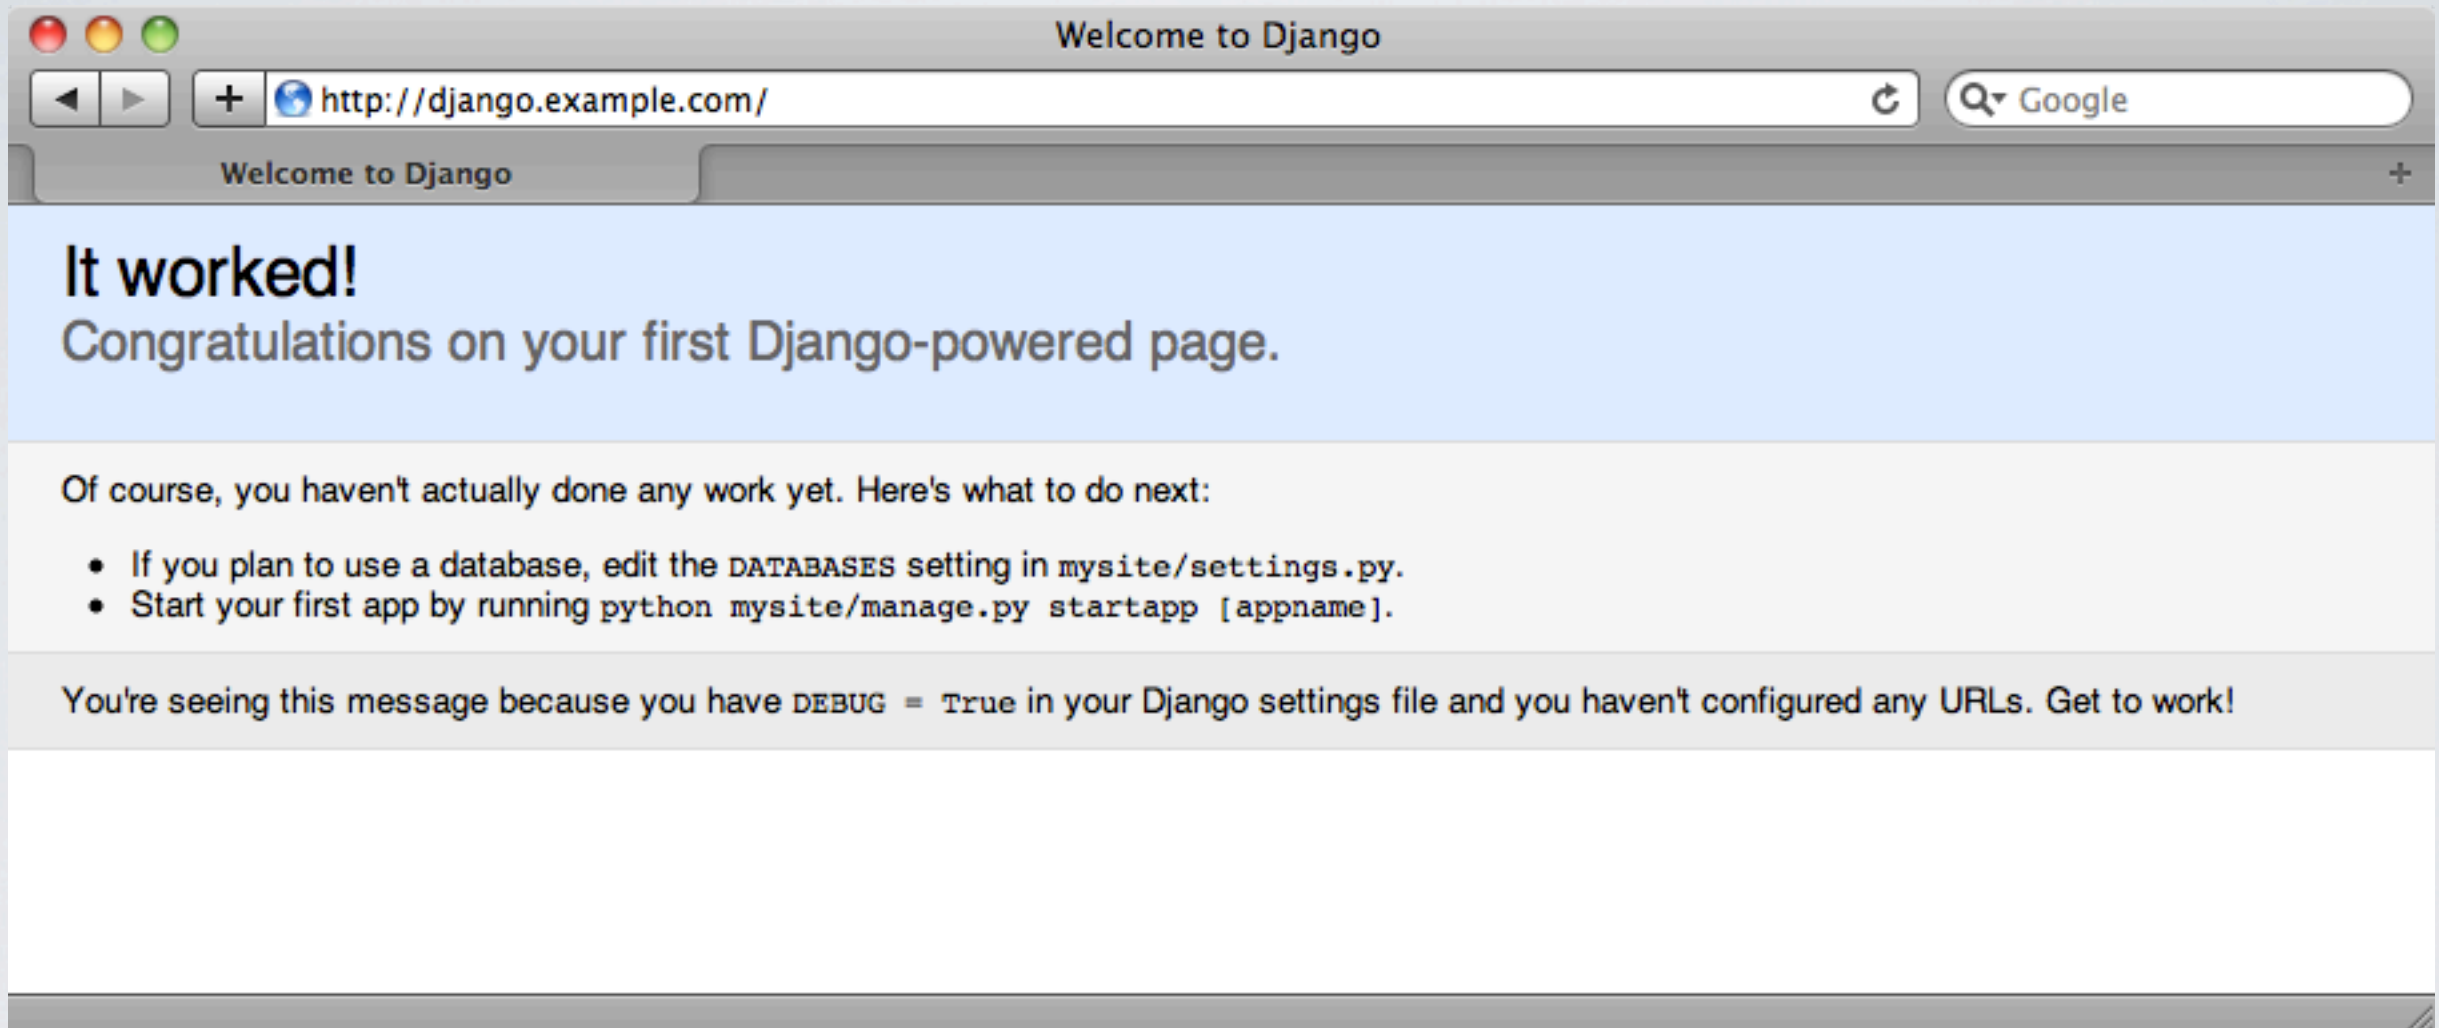 Welcome to Django
http://django.example.com/
Google
Welcome to Django
It worked!
Congratulations on your first Django-powered page.
Of course, you haven't actually done any work yet. Here's what to do next:
• If you plan to use a database, edit the DATABASES setting in mysite/settings.py.
• Start your first app by running python mysite/manage.py startapp [appname].
You're seeing this message because you have DEBUG = True in your Django settings file and you haven't configured any URLs. Get to work!